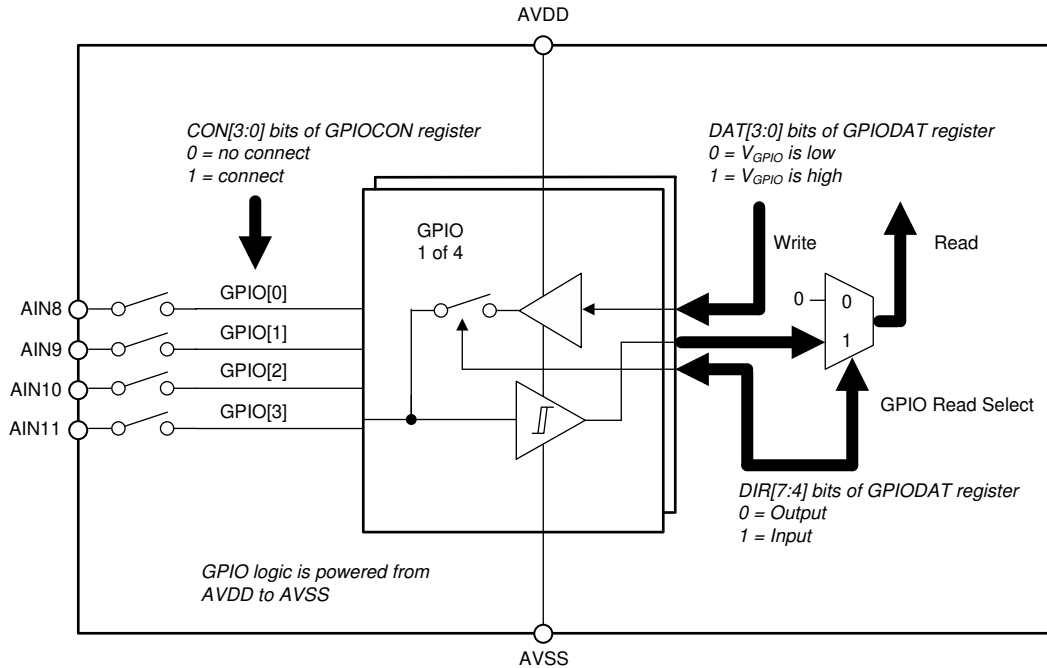 AVDD
CON[3:0] bits of GPIOCON register
0 = no connect
1 = connect
DAT[3:0] bits of GPIODAT register
0 = VGPIO is low
1 = VGPIO is high
GPIO
1 of 4
Write
Read
AIN8
GPIO[0]
0
0
AIN9
GPIO[1]
1
AIN10
GPIO[2]
AIN11
GPIO[3]
GPIO Read Select
DIR[7:4] bits of GPIODAT register
0 = Output
1 = Input
GPIO logic is powered from
AVDD to AVSS
AVSS